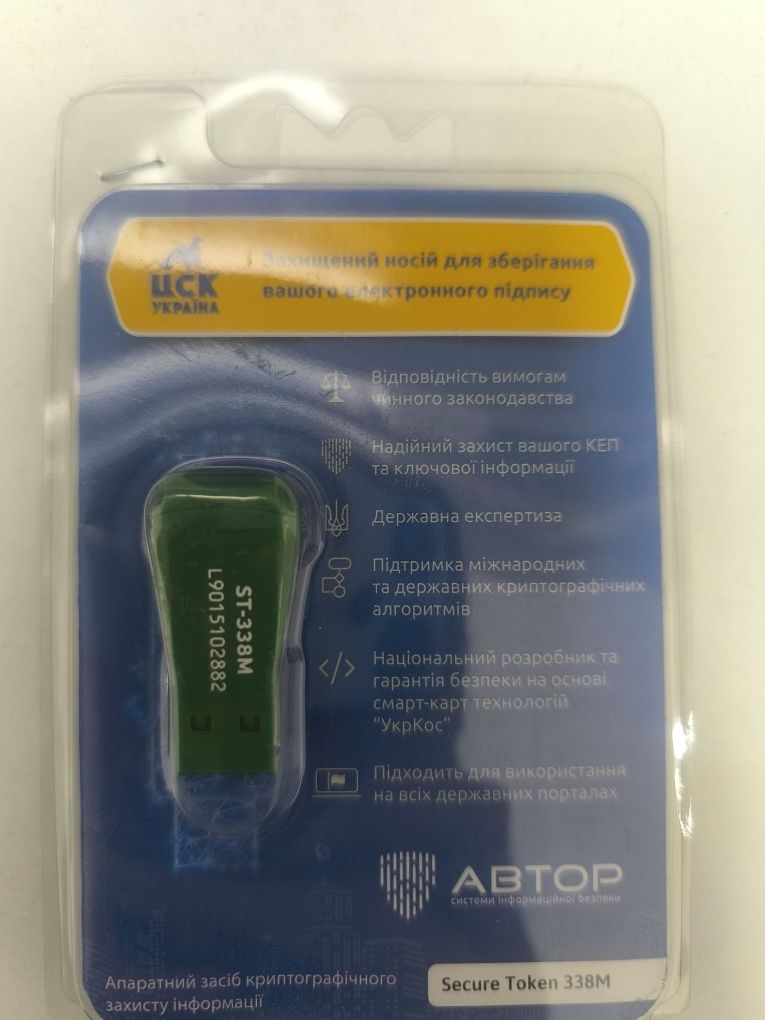 ЦСК
УКРАЇНА
Захищений носій для зберігання
вашого електронного підпису
Відповідність вимогам
чинного законодавства
Надійний захист вашого КЕП
та ключової інформації
Державна експертиза
Підтримка міжнародних
та державних криптографічних
алгоритмів
Національний розробник та
гарантія безпеки на основі
смарт-карт технологій
"УкрКос"
Підходить для використання
на всіх державних порталах
ST-338M
L9015102882
АВТОР
системи інформаційної безпеки
Апаратний засіб криптографічного
захисту інформації
Secure Token 338M